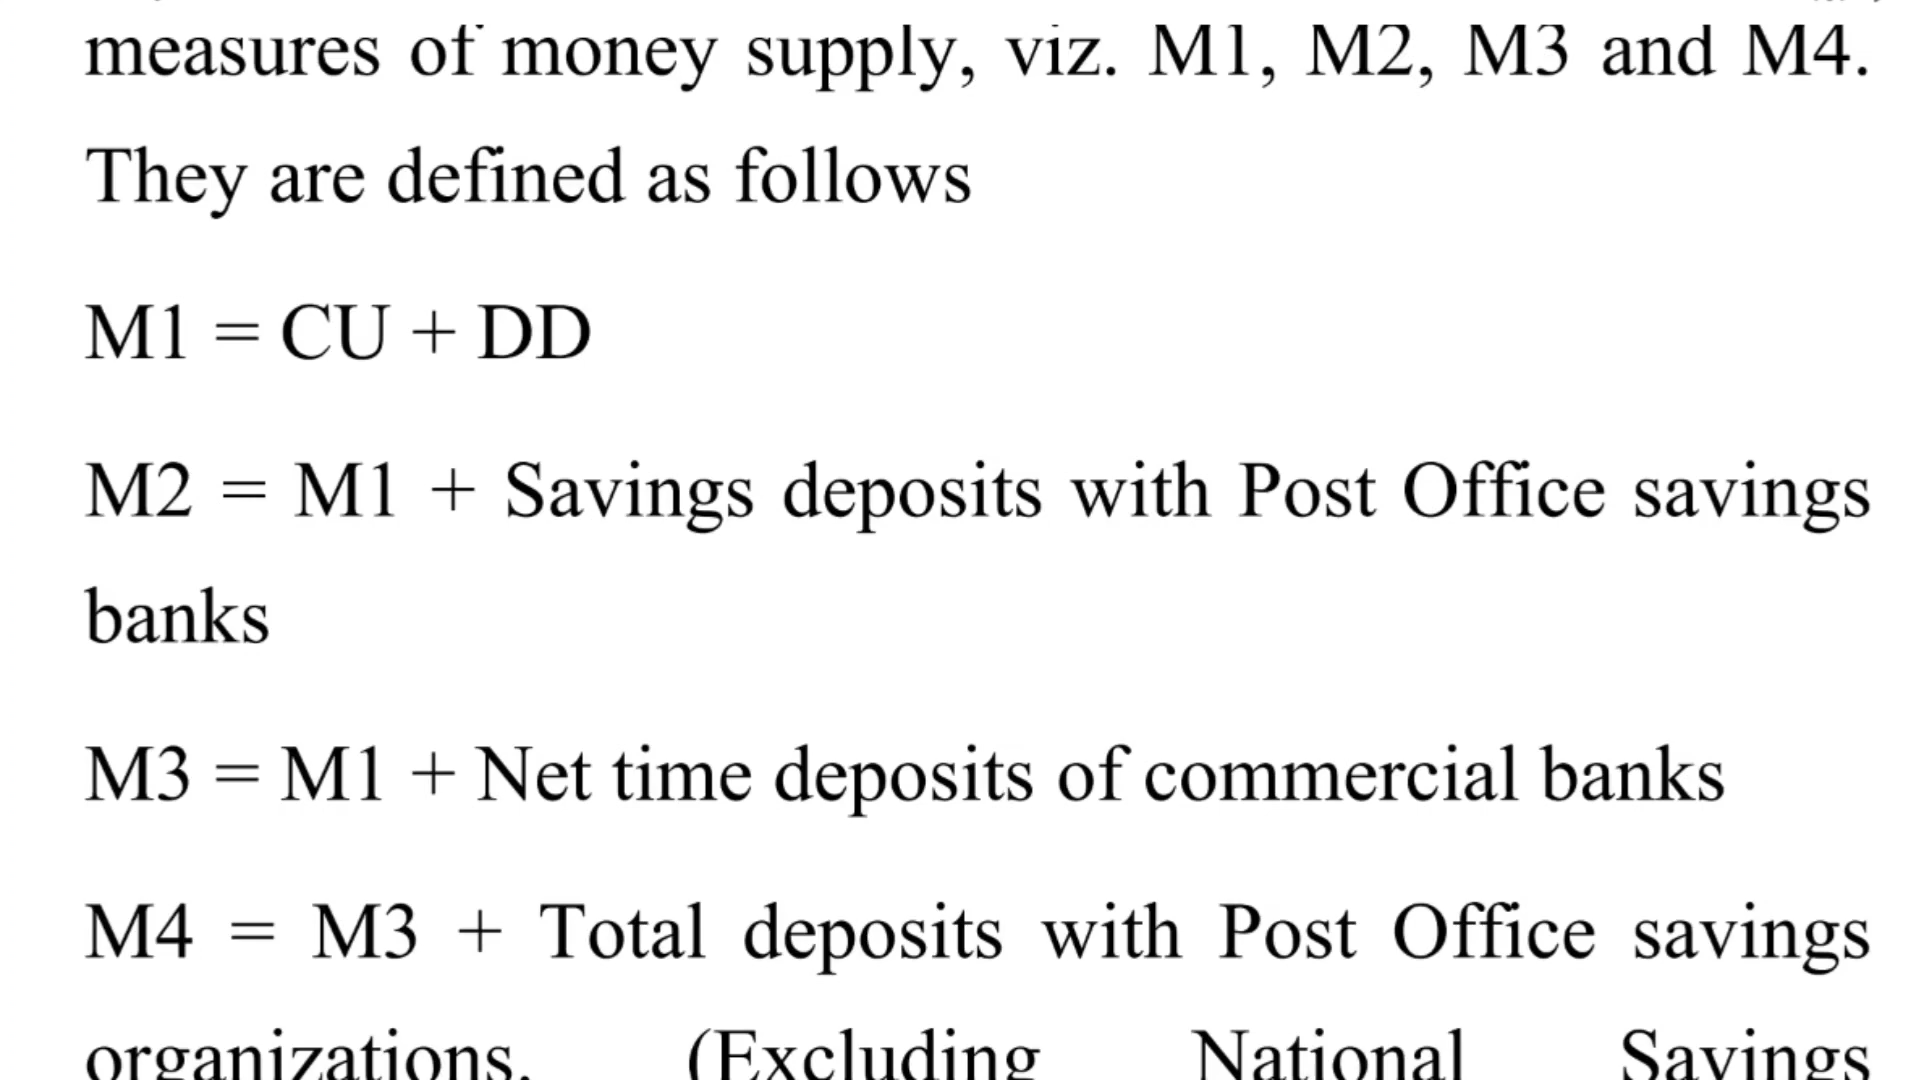 measures of money supply, viz. M1, M2, M3 and M4.
They are defined as follows
M1 = CU + DD
M2 = M1 + Savings deposits with Post Office savings
banks
M3 = M1 + Net time deposits of commercial banks
M4 = M3 + Total deposits with Post Office savings
organizations. (Excluding National Savings